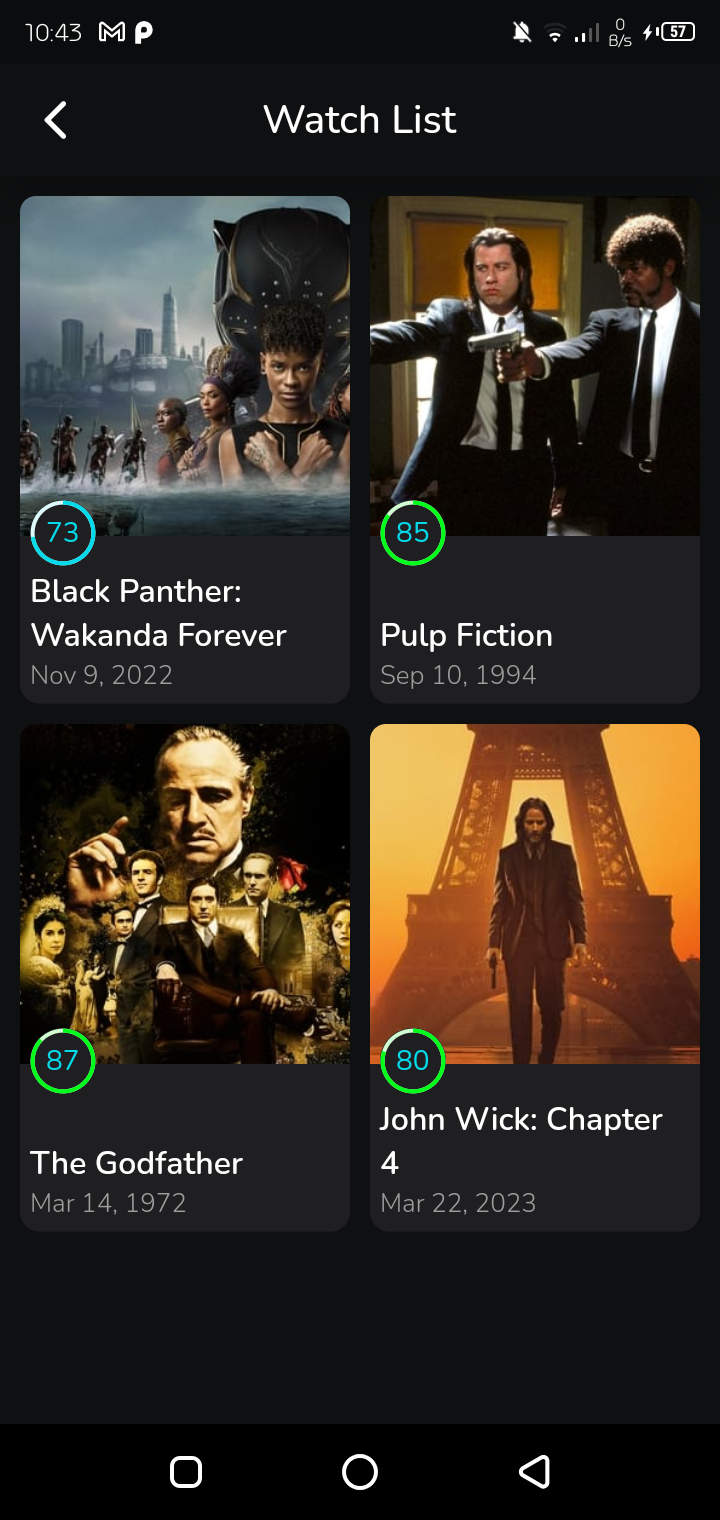 10:43
0
B/s
57
Watch List
73
Black Panther:
Wakanda Forever
Nov 9, 2022
85
Pulp Fiction
Sep 10, 1994
87
The Godfather
Mar 14, 1972
80
John Wick: Chapter
4
Mar 22, 2023